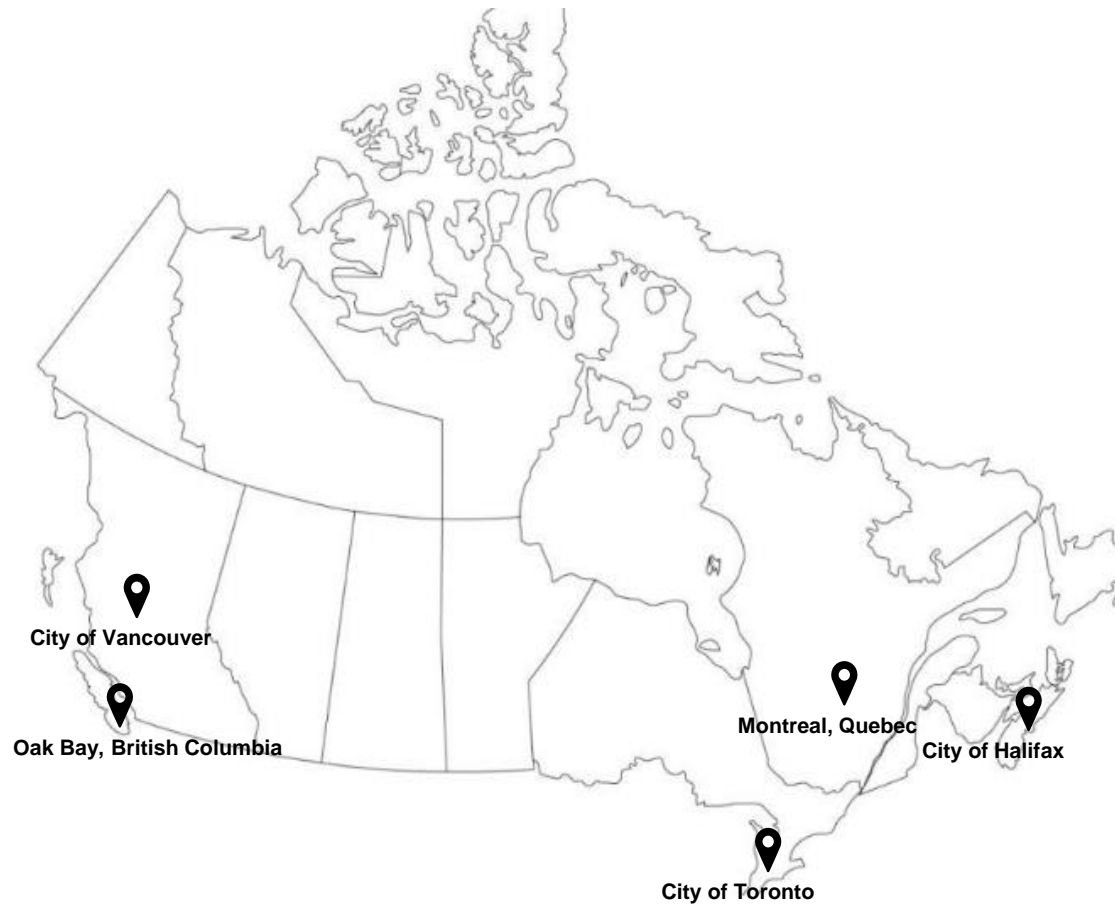 City of Vancouver
Montreal, Quebec
Oak Bay, British Columbia
City of Halifax
City of Toronto